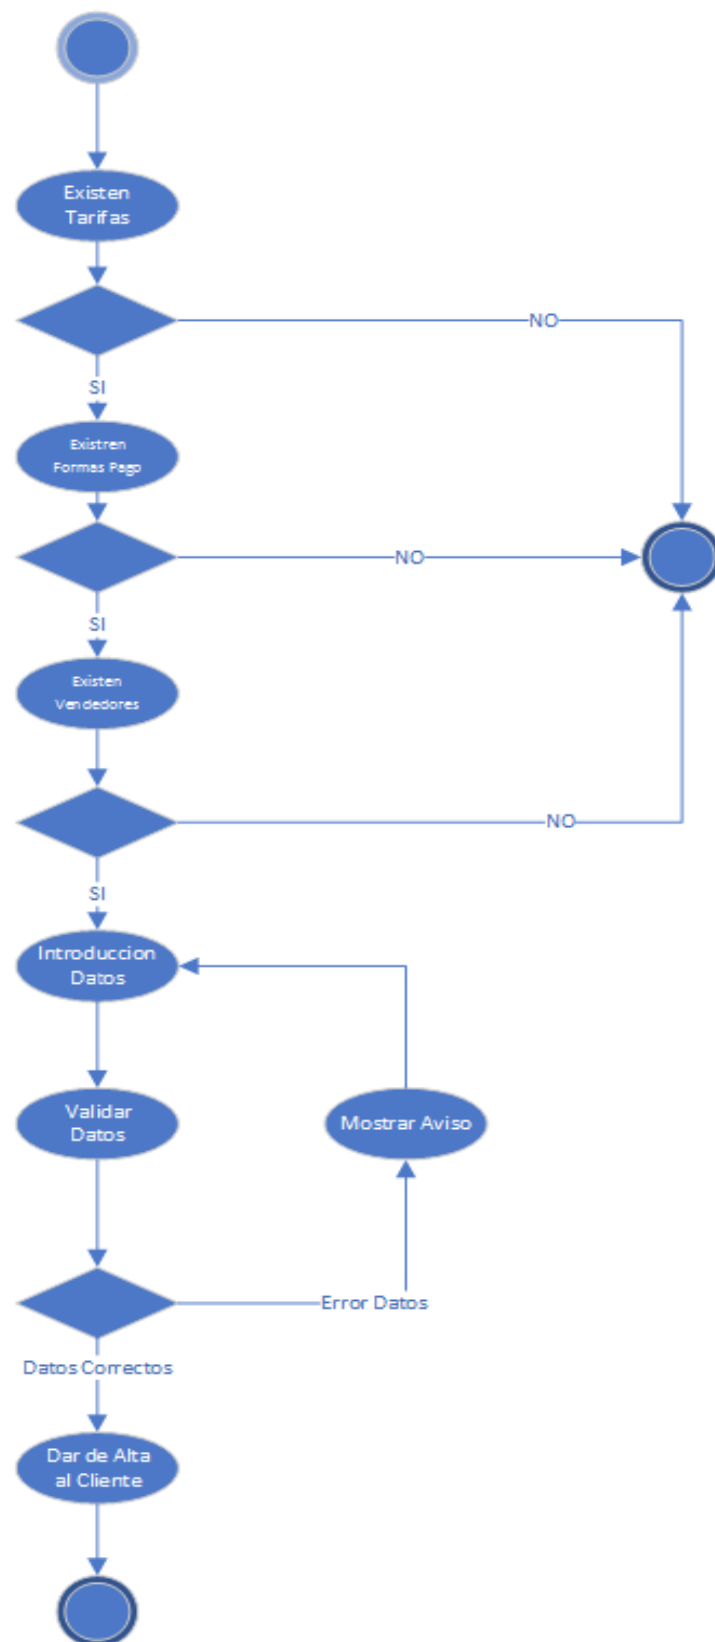 Existen
Tarifas
NO
SI
Existren
Formas Pago
NO
SI
Existen
Vendedores
NO
SI
Introduccion
Datos
Validar
Datos
Mostrar Aviso
Error Datos
Datos Correctos
Dar de Alta
al Cliente